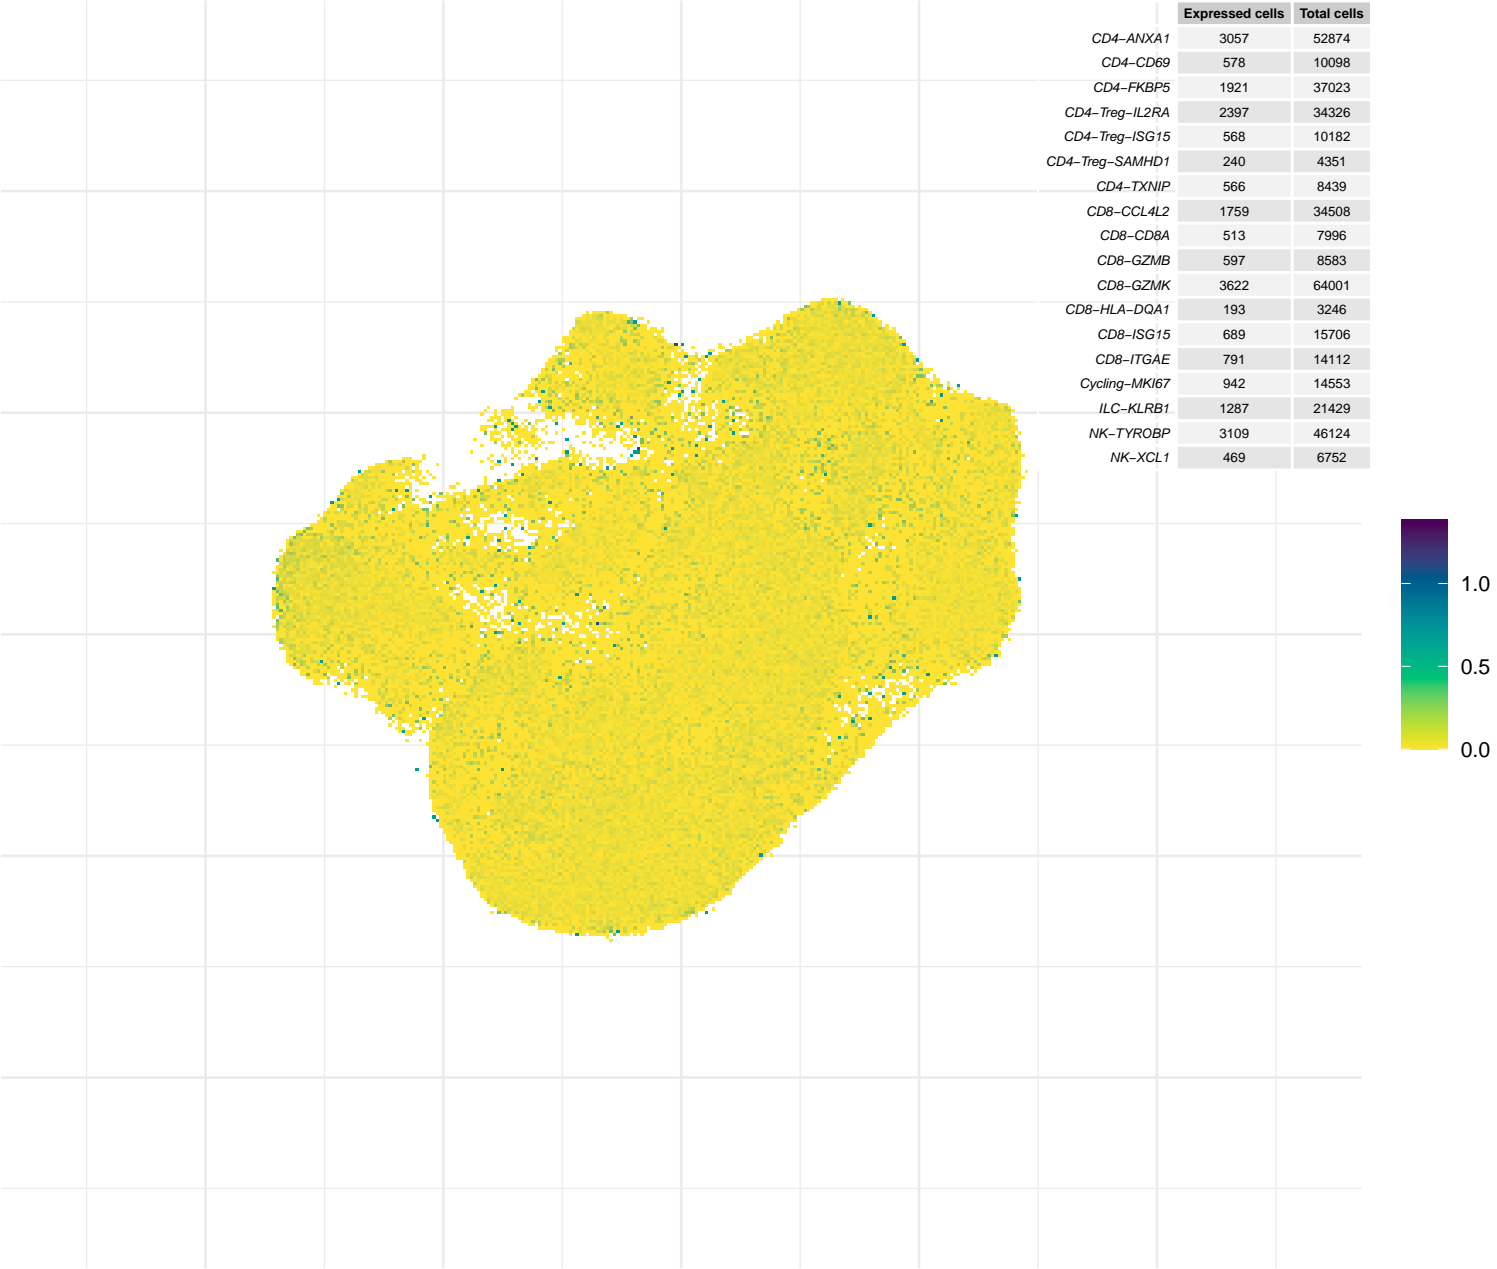 Expressed cells Total cells
CD4−ANXA1 3057 52874
CD4−CD69 578 10098
CD4−FKBP5 1921 37023
CD4−Treg−IL2RA 2397 34326
CD4−Treg−ISG15 568 10182
CD4−Treg−SAMHD1 240 4351
CD4−TXNIP 566 8439
CD8−CCL4L2 1759 34508
CD8−CD8A 513 7996
CD8−GZMB 597 8583
CD8−GZMK 3622 64001
CD8−HLA−DQA1 193 3246
CD8−ISG15 689 15706
CD8−ITGAE 791 14112
Cycling−MKI67 942 14553
ILC−KLRB1 1287 21429
NK−TYROBP 3109 46124
NK−XCL1 469 6752
1.0
0.5
0.0